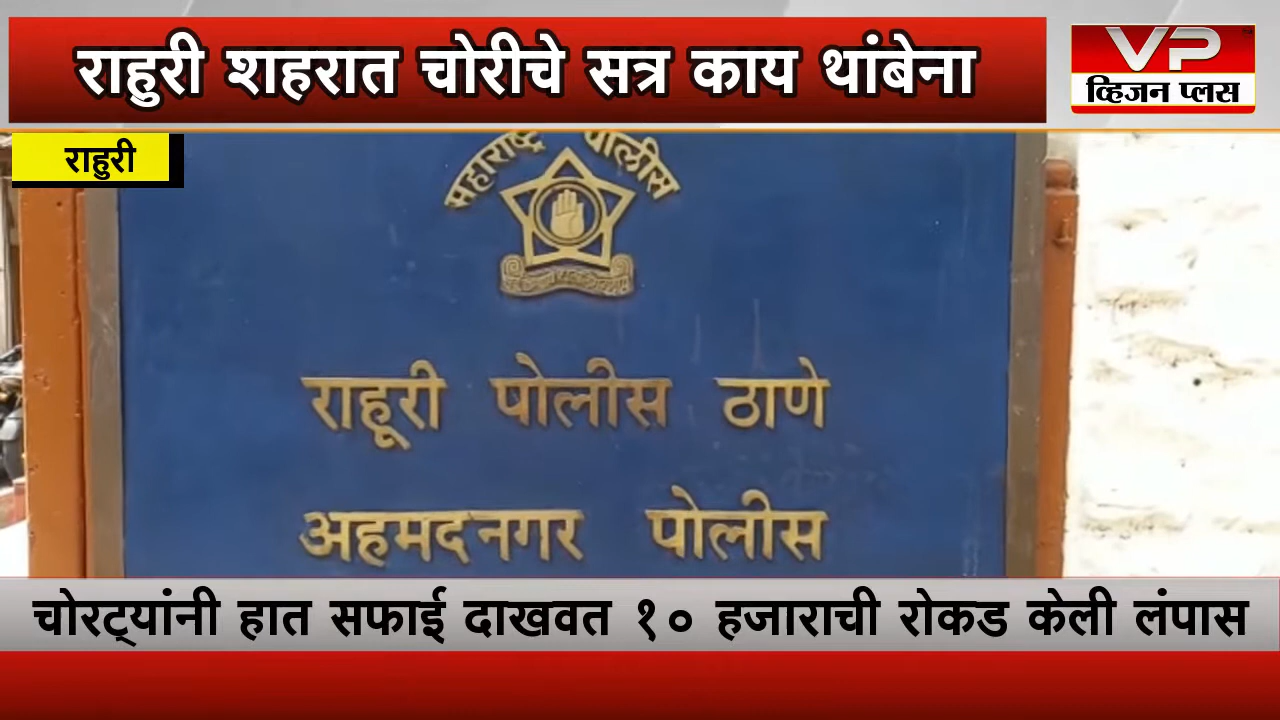 राहुरी शहरात चोरीचे सत्र काय थांबेना
VP
व्हिजन प्लस
राहुरी
महाराष्ट्र पोलीस
राहूरी पोलीस ठाणे
अहमदनगर पोलीस
चोरट्यांनी हात सफाई दाखवत १० हजाराची रोकड केली लंपास